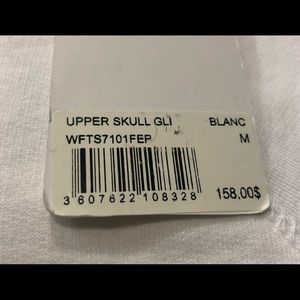 UPPER SKULL GLI BLANC
WFTS7101FEP M
3 607622 108328
158.00$